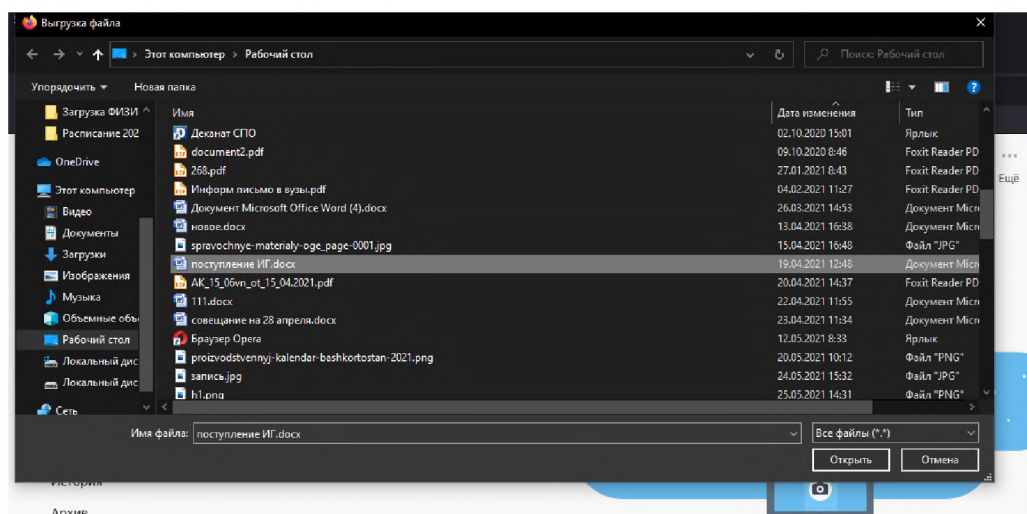 Выгрузка файла
Этот компьютер > Рабочий стол
Поиск: Рабочий стол
Упорядочить
Новая папка
Загрузка ФИЗИ
Расписание 202
OneDrive
Этот компьютер
Видео
Документы
Загрузки
Изображения
Музыка
Объемные объ
Рабочий стол
Локальный дис
Локальный дис
Сеть
Имя Дата изменения Тип
Деканат СПО 02.10.2020 15:01 Ярлык
document2.pdf 09.10.2020 8:46 Foxit Reader PD
268.pdf 27.01.2021 8:43 Foxit Reader PD
Информ письмо в вузы.pdf 04.02.2021 11:27 Foxit Reader PD
Документ Microsoft Office Word (4).docx 26.03.2021 14:53 Документ Micro
новое.docx 13.04.2021 16:38 Документ Micro
spravochnye-materialy-oge_page-0001.jpg 15.04.2021 16:48 Файл "JPG"
поступление ИГ.docx 19.04.2021 12:48 Документ Micro
AK_15_06vn_ot_15_04.2021.pdf 20.04.2021 14:37 Foxit Reader PD
111.docx 22.04.2021 11:55 Документ Micro
совещание на 28 апреля.docx 23.04.2021 11:34 Документ Micro
Браузер Opera 12.05.2021 8:33 Ярлык
proizvodstvennyj-kalendar-bashkortostan-2021.png 20.05.2021 10:12 Файл "PNG"
запись.jpg 24.05.2021 15:32 Файл "JPG"
h1.png 25.05.2021 14:31 Файл "PNG"
Имя файла: поступление ИГ.docx
Все файлы (*.*)
Открыть
Отмена
Ещё
История
Архив